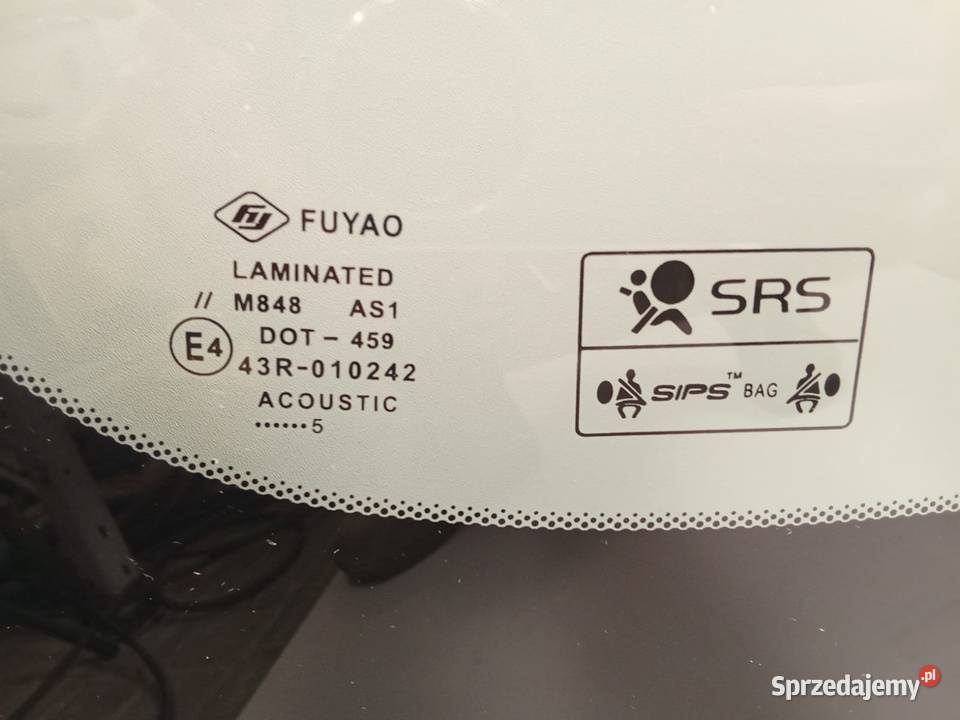 FUYAO
LAMINATED
// M848 AS1
DOT - 459
E4 43R-010242
ACOUSTIC
••••••5
SRS
SIPS™ BAG
Sprzedajemy.pl